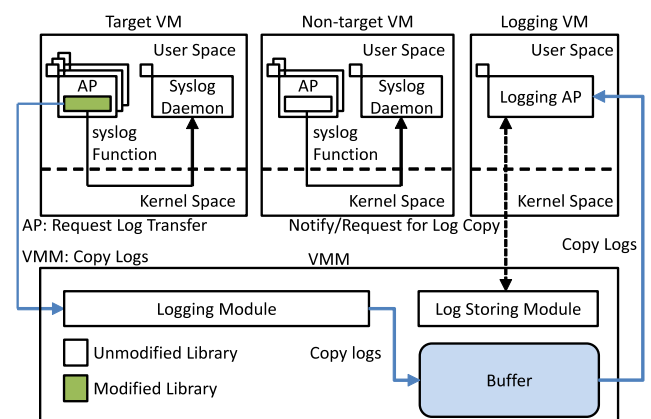 Target VM
Non-target VM
Logging VM
User Space
User Space
User Space
AP
Syslog
Daemon
AP
Syslog
Daemon
Logging AP
syslog
Function
syslog
Function
Kernel Space
Kernel Space
Kernel Space
AP: Request Log Transfer
Notify/Request for Log Copy
Copy Logs
VMM: Copy Logs
VMM
Logging Module
Log Storing Module
Unmodified Library
Copy logs
Buffer
Modified Library